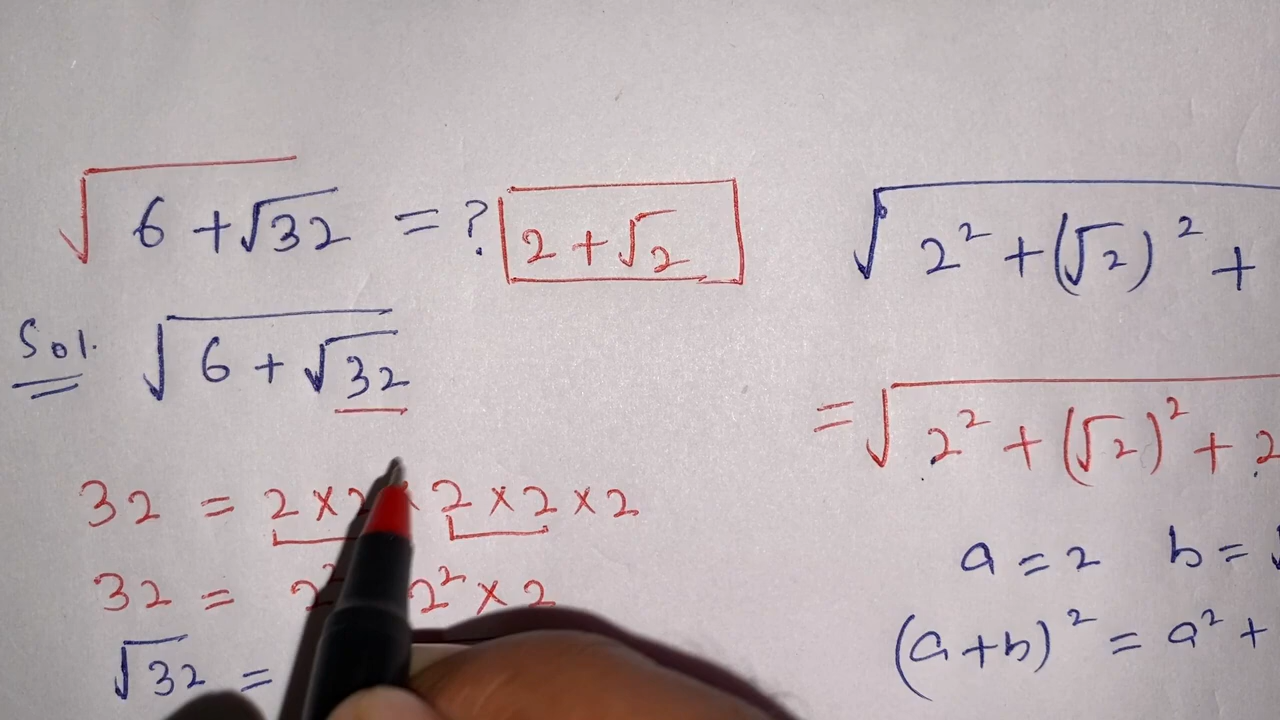 √6 + √32 = ? 2 + √2
Sol. √6 + √32
32 = 2 × 2 × 2 × 2 × 2
32 = 2² 2² × 2
√32 =
√2² + (√2)² +
= √2² + (√2)² + 2
a = 2 b = √
(a+b)² = a² +